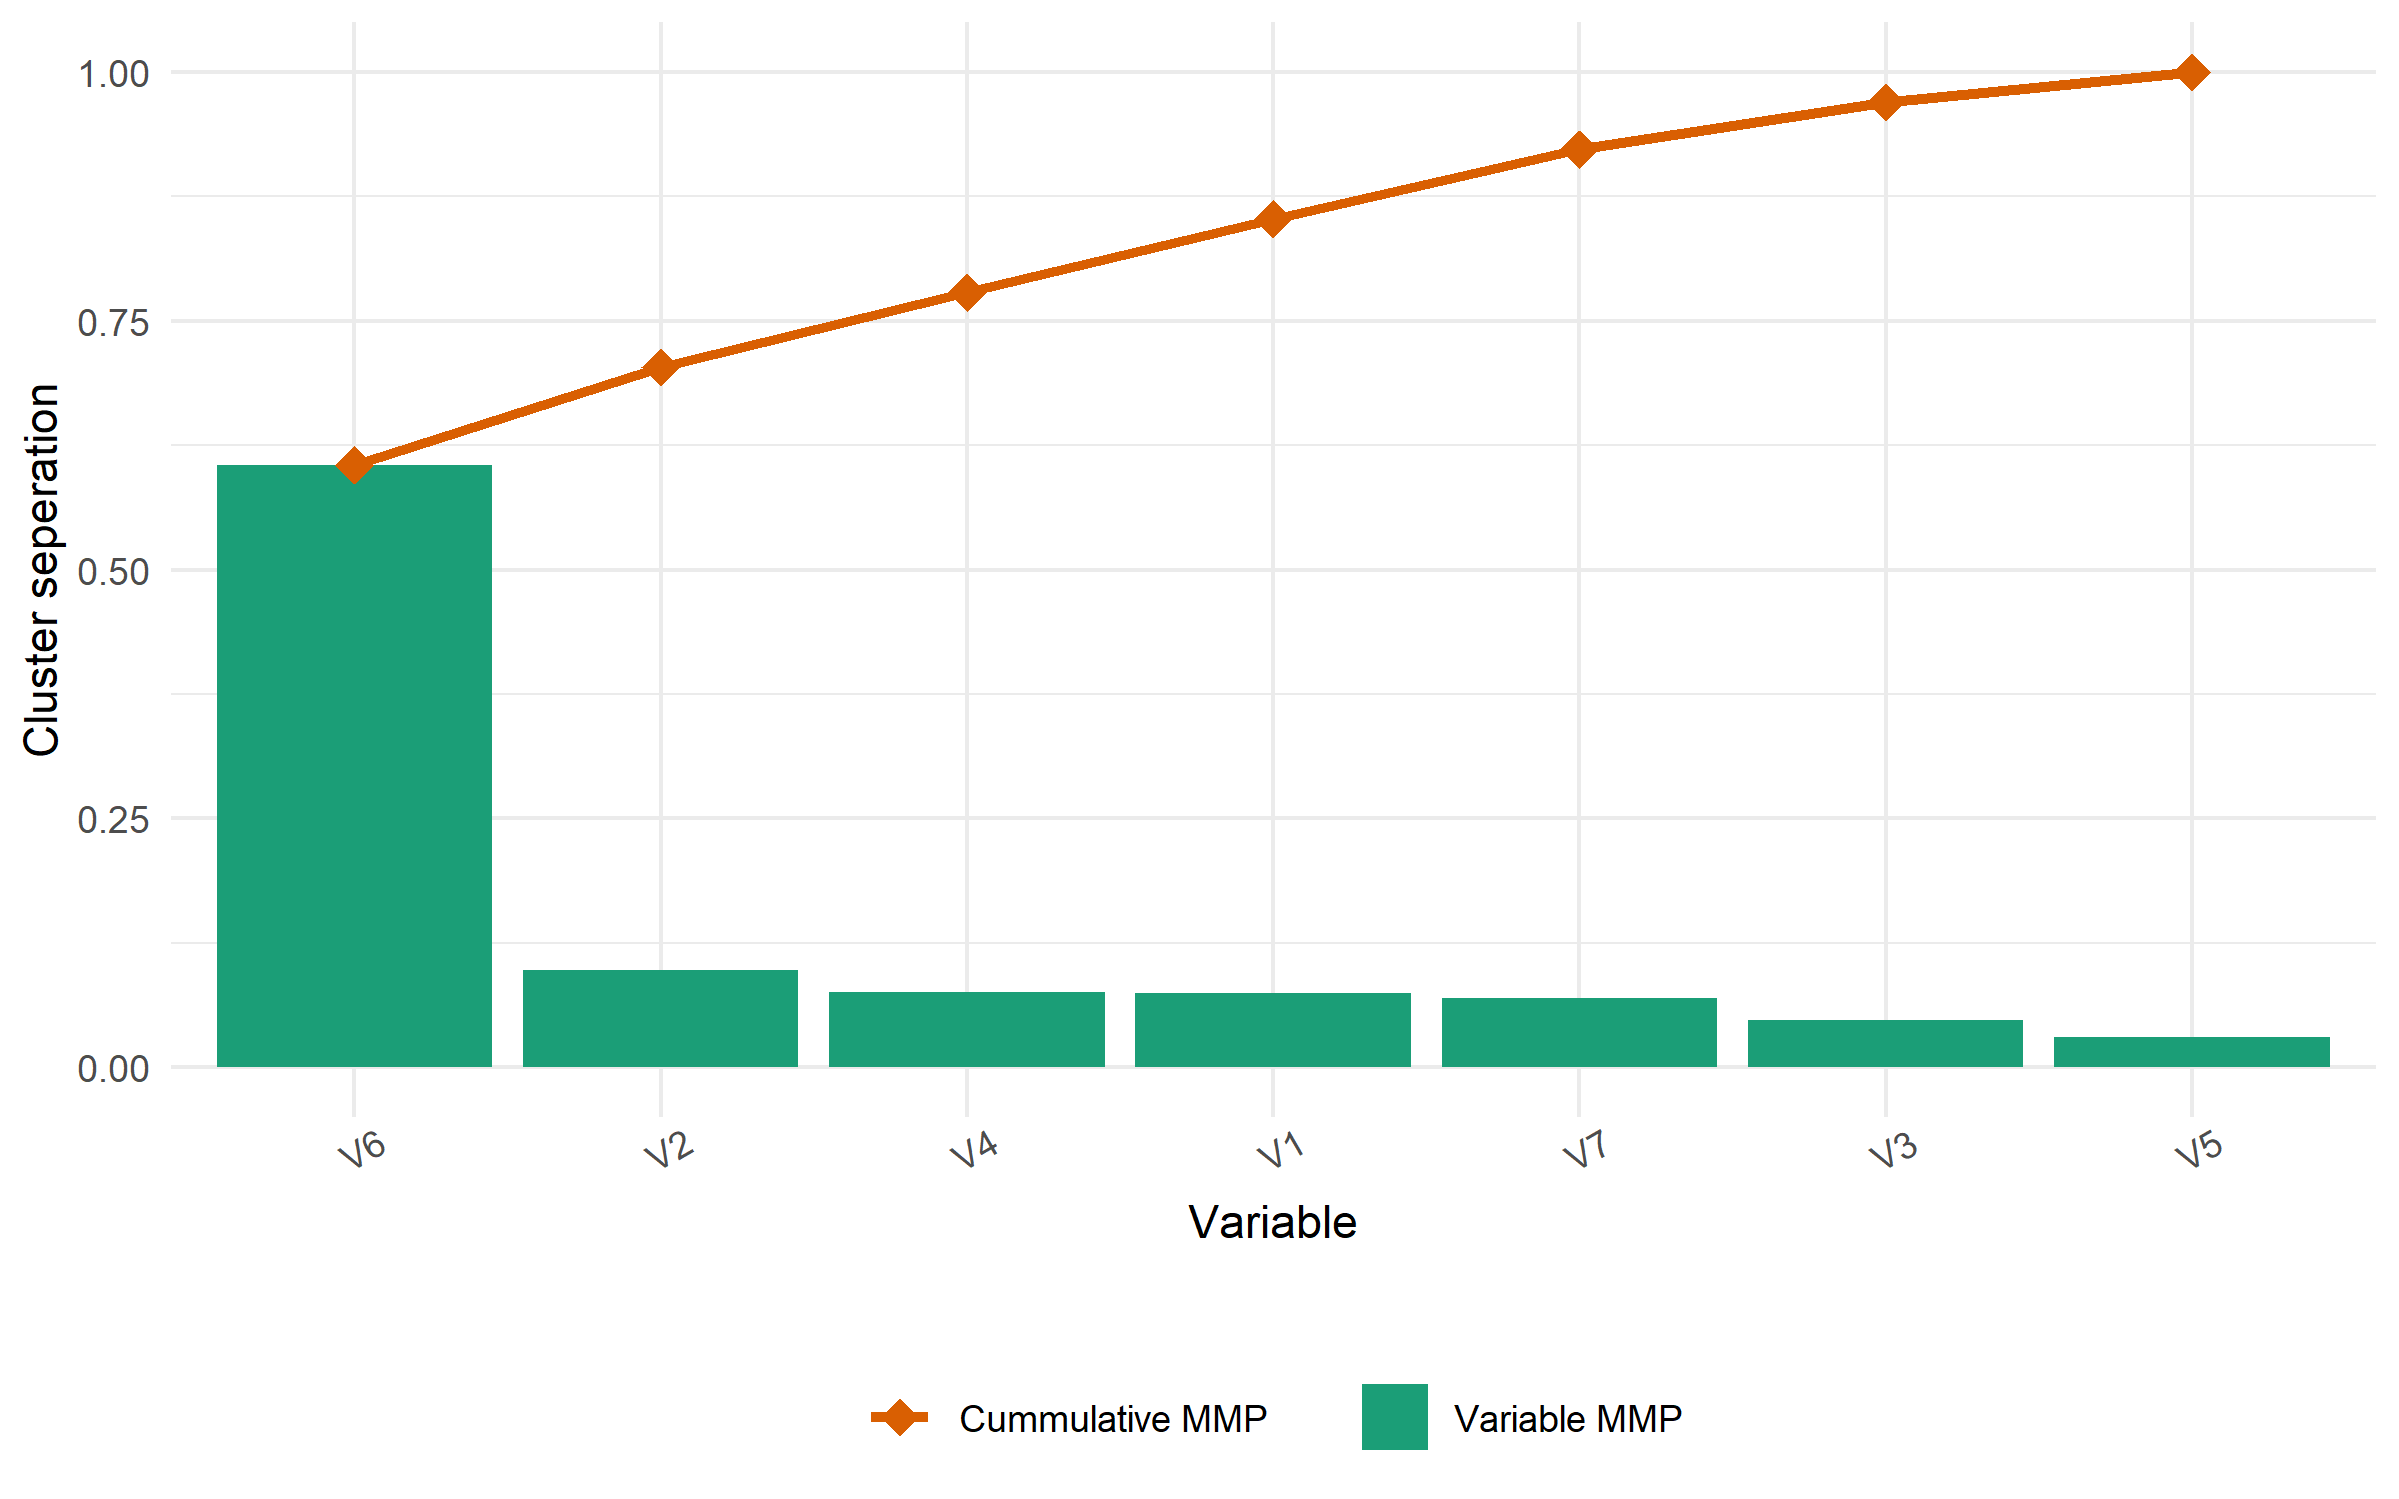 1.00
0.75
0.50
0.25
0.00
Cluster seperation
V6 V2 V4 V1 V7 V3 V5
Variable
Cummulative MMP Variable MMP